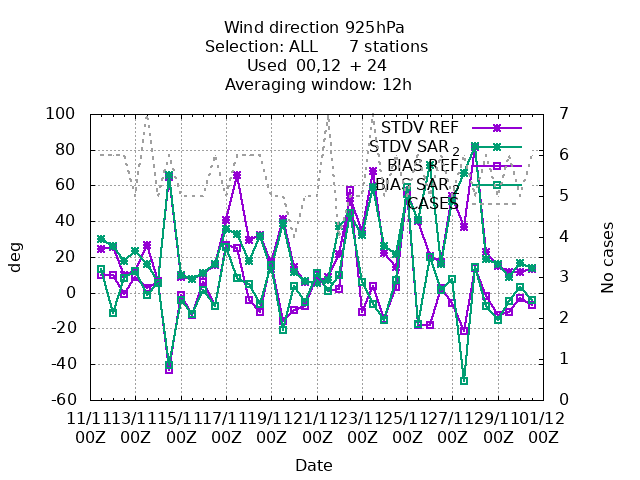 Wind direction 925hPa
Selection: ALL 7 stations
Used 00,12 + 24
Averaging window: 12h
100 7
STDV REF
80 6
STDV SAR_2
BIAS REF
60 5
BIAS SAR_2
CASES
40 4
20 3
0
-20 2
-40 1
-60 0
deg
No cases
11/11 13/11 15/11 17/11 19/11 21/11 23/11 25/11 27/11 29/11 01/12
00Z 00Z 00Z 00Z 00Z 00Z 00Z 00Z 00Z 00Z 00Z
Date